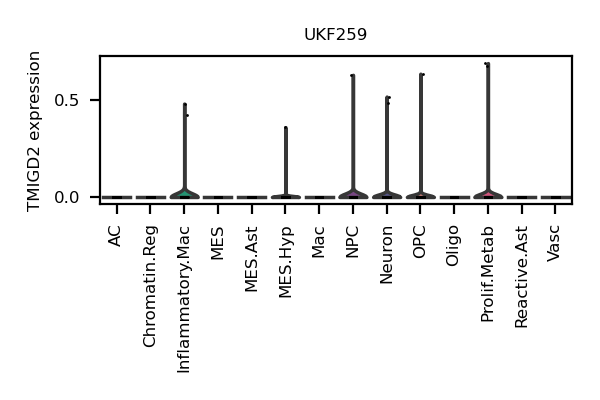 UKF259
TMIGD2 expression
0.5
0.0
AC
Chromatin.Reg
Inflammatory.Mac
MES
MES.Ast
MES.Hyp
Mac
NPC
Neuron
OPC
Oligo
Prolif.Metab
Reactive.Ast
Vasc